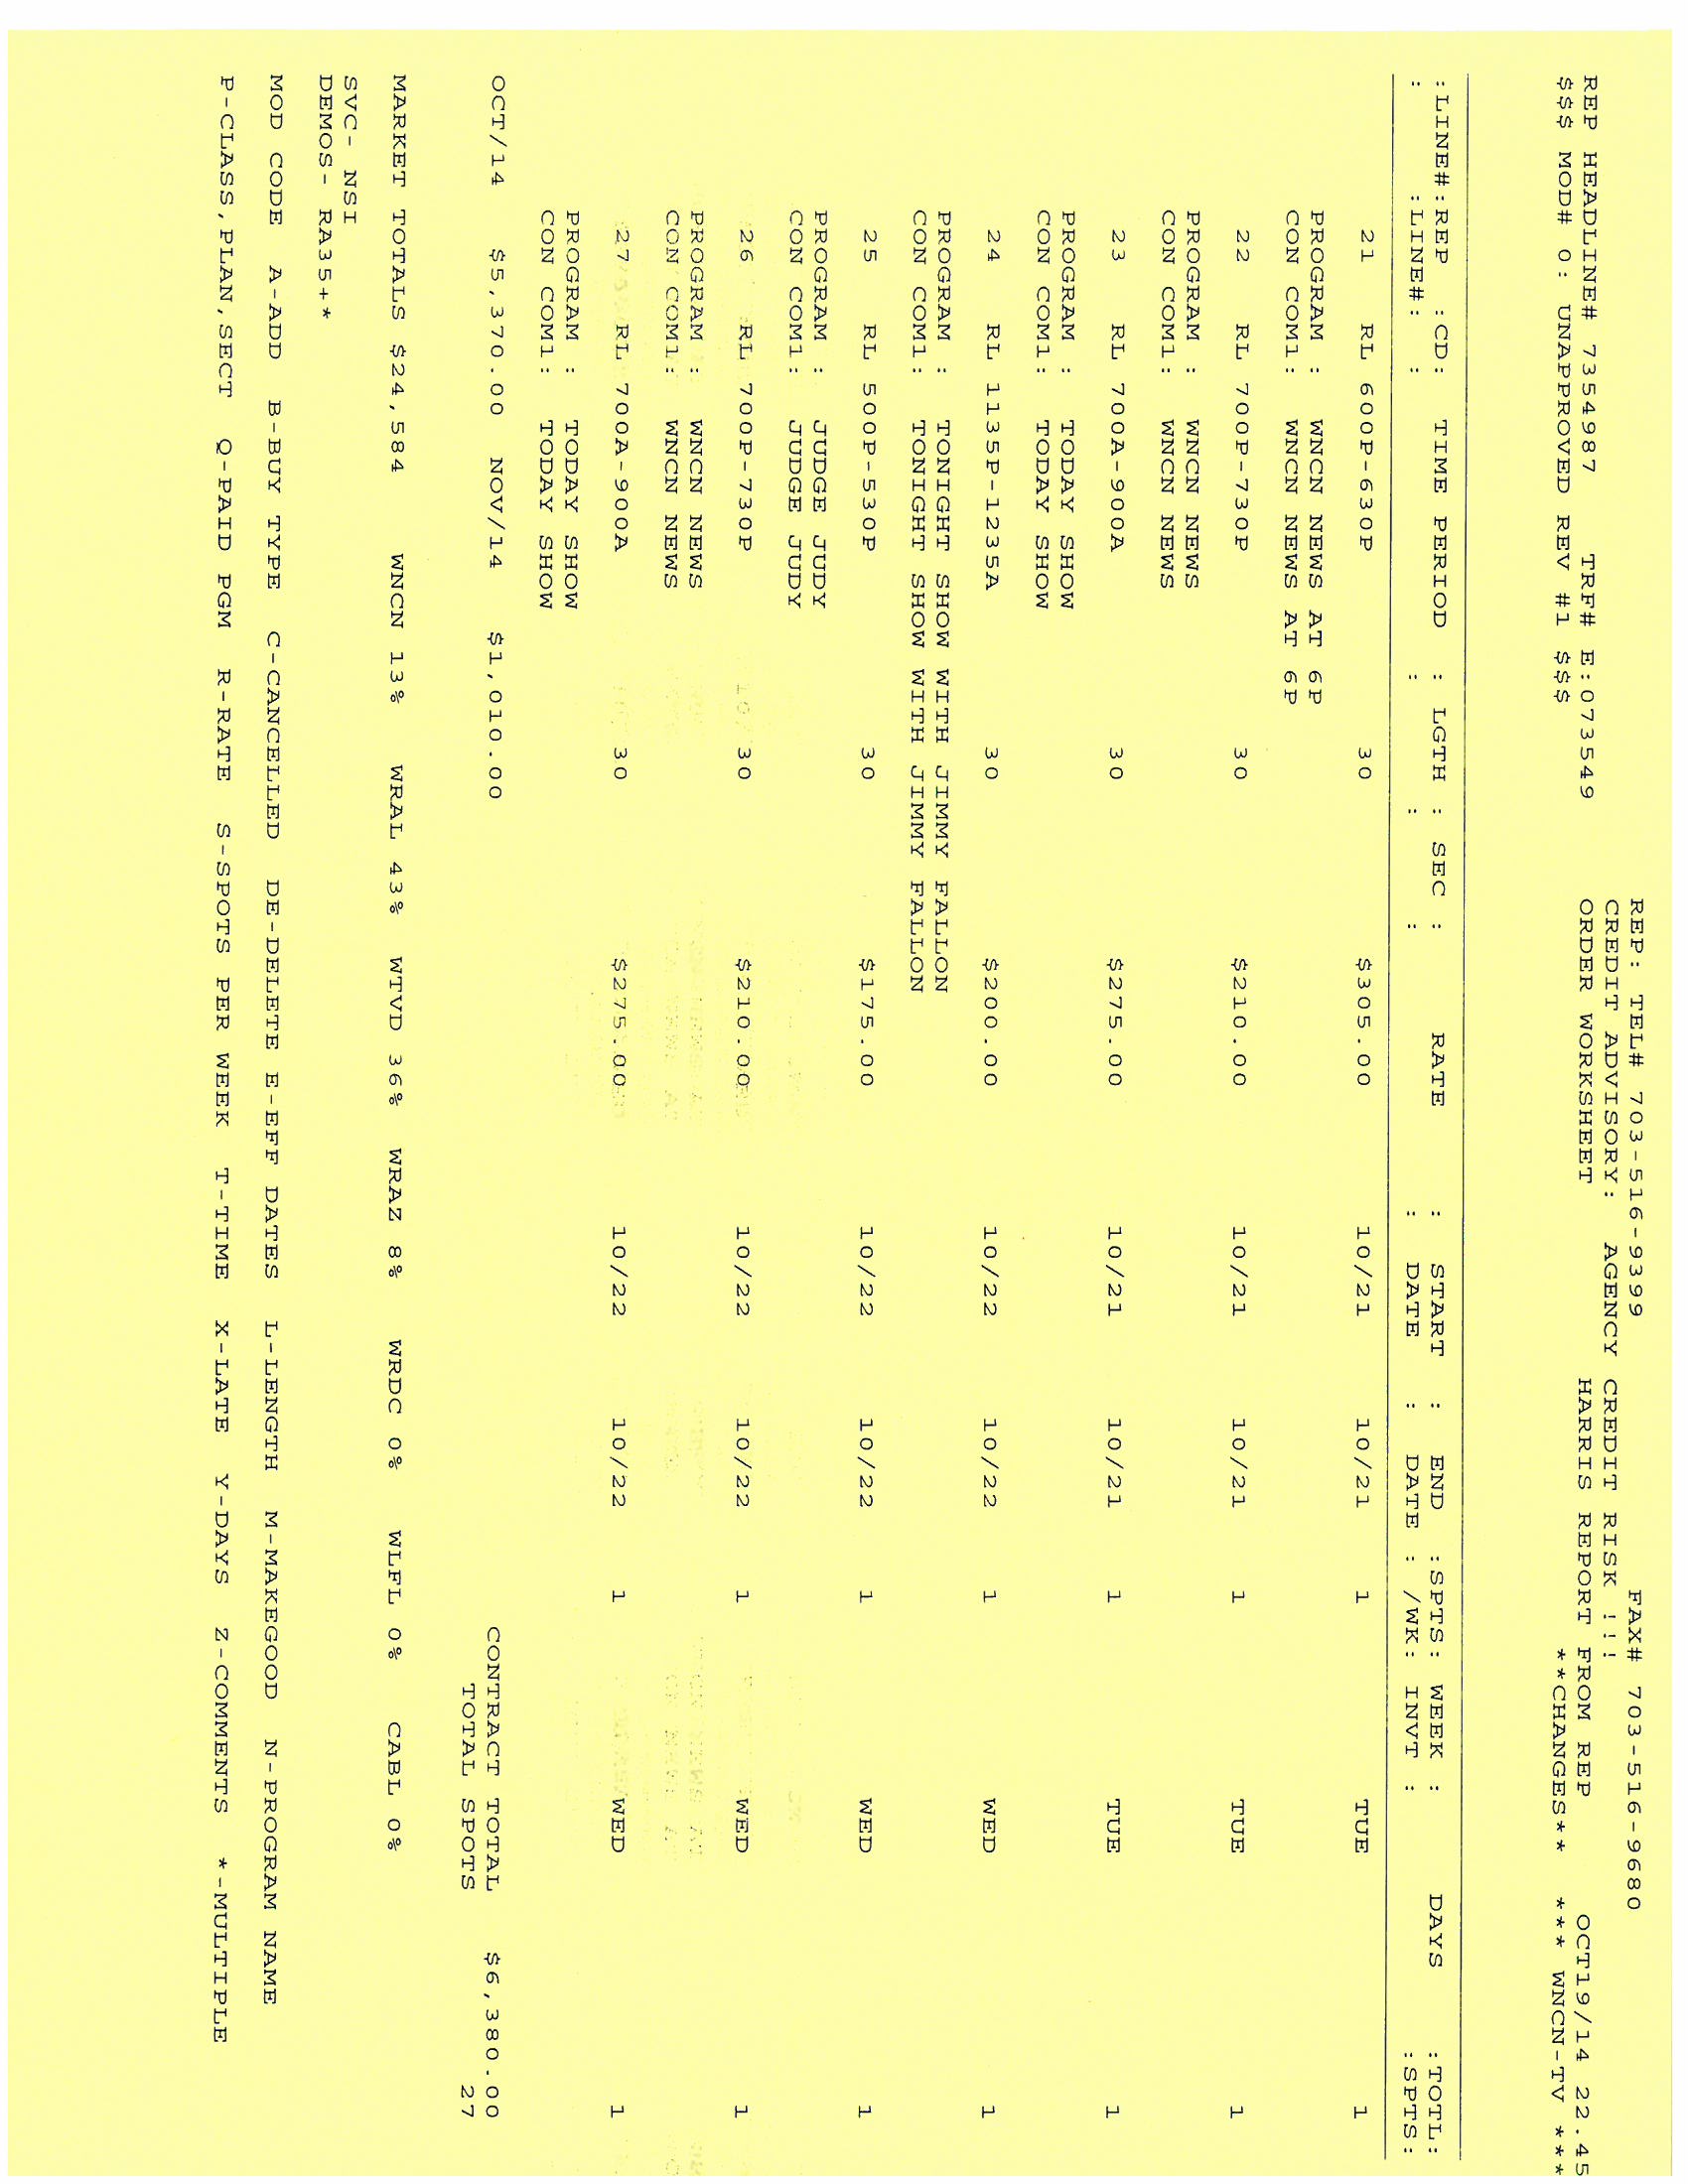 REP: TEL# 703-516-9399 FAX# 703-516-9680
CREDIT ADVISORY: AGENCY CREDIT RISK !!!
REP HEADLINE# 7354987 TRF# E:073549 ORDER WORKSHEET HARRIS REPORT FROM REP OCT19/14 22.45
$$$ MOD# 0: UNAPPROVED REV #1 $$$ **CHANGES** *** WNCN-TV ***
:LINE#:REP :CD: TIME PERIOD : LGTH : SEC : RATE : START : END :SPTS: WEEK : DAYS :TOTL:
: :LINE#: : : : : : DATE : DATE : /WK: INVT : :SPTS:
21 RL 600P-630P 30 $305.00 10/21 10/21 1 TUE 1
PROGRAM : WNCN NEWS AT 6P
CON COM1: WNCN NEWS AT 6P
22 RL 700P-730P 30 $210.00 10/21 10/21 1 TUE 1
PROGRAM : WNCN NEWS
CON COM1: WNCN NEWS
23 RL 700A-900A 30 $275.00 10/21 10/21 1 TUE 1
PROGRAM : TODAY SHOW
CON COM1: TODAY SHOW
24 RL 1135P-1235A 30 $200.00 10/22 10/22 1 WED 1
PROGRAM : TONIGHT SHOW WITH JIMMY FALLON
CON COM1: TONIGHT SHOW WITH JIMMY FALLON
25 RL 500P-530P 30 $175.00 10/22 10/22 1 WED 1
PROGRAM : JUDGE JUDY
CON COM1: JUDGE JUDY
26 RL 700P-730P 30 $210.00 10/22 10/22 1 WED 1
PROGRAM : WNCN NEWS
CON COM1: WNCN NEWS
27 RL 700A-900A 30 $275.00 10/22 10/22 1 WED 1
PROGRAM : TODAY SHOW
CON COM1: TODAY SHOW
OCT/14 $5,370.00 NOV/14 $1,010.00 CONTRACT TOTAL $6,380.00
TOTAL SPOTS 27
MARKET TOTALS $24,584 WNCN 13% WRAL 43% WTVD 36% WRAZ 8% WRDC 0% WLFL 0% CABL 0%
SVC- NSI
DEMOS- RA35+*
MOD CODE A-ADD B-BUY TYPE C-CANCELLED DE-DELETE E-EFF DATES L-LENGTH M-MAKEGOOD N-PROGRAM NAME
P-CLASS,PLAN,SECT Q-PAID PGM R-RATE S-SPOTS PER WEEK T-TIME X-LATE Y-DAYS Z-COMMENTS *-MULTIPLE